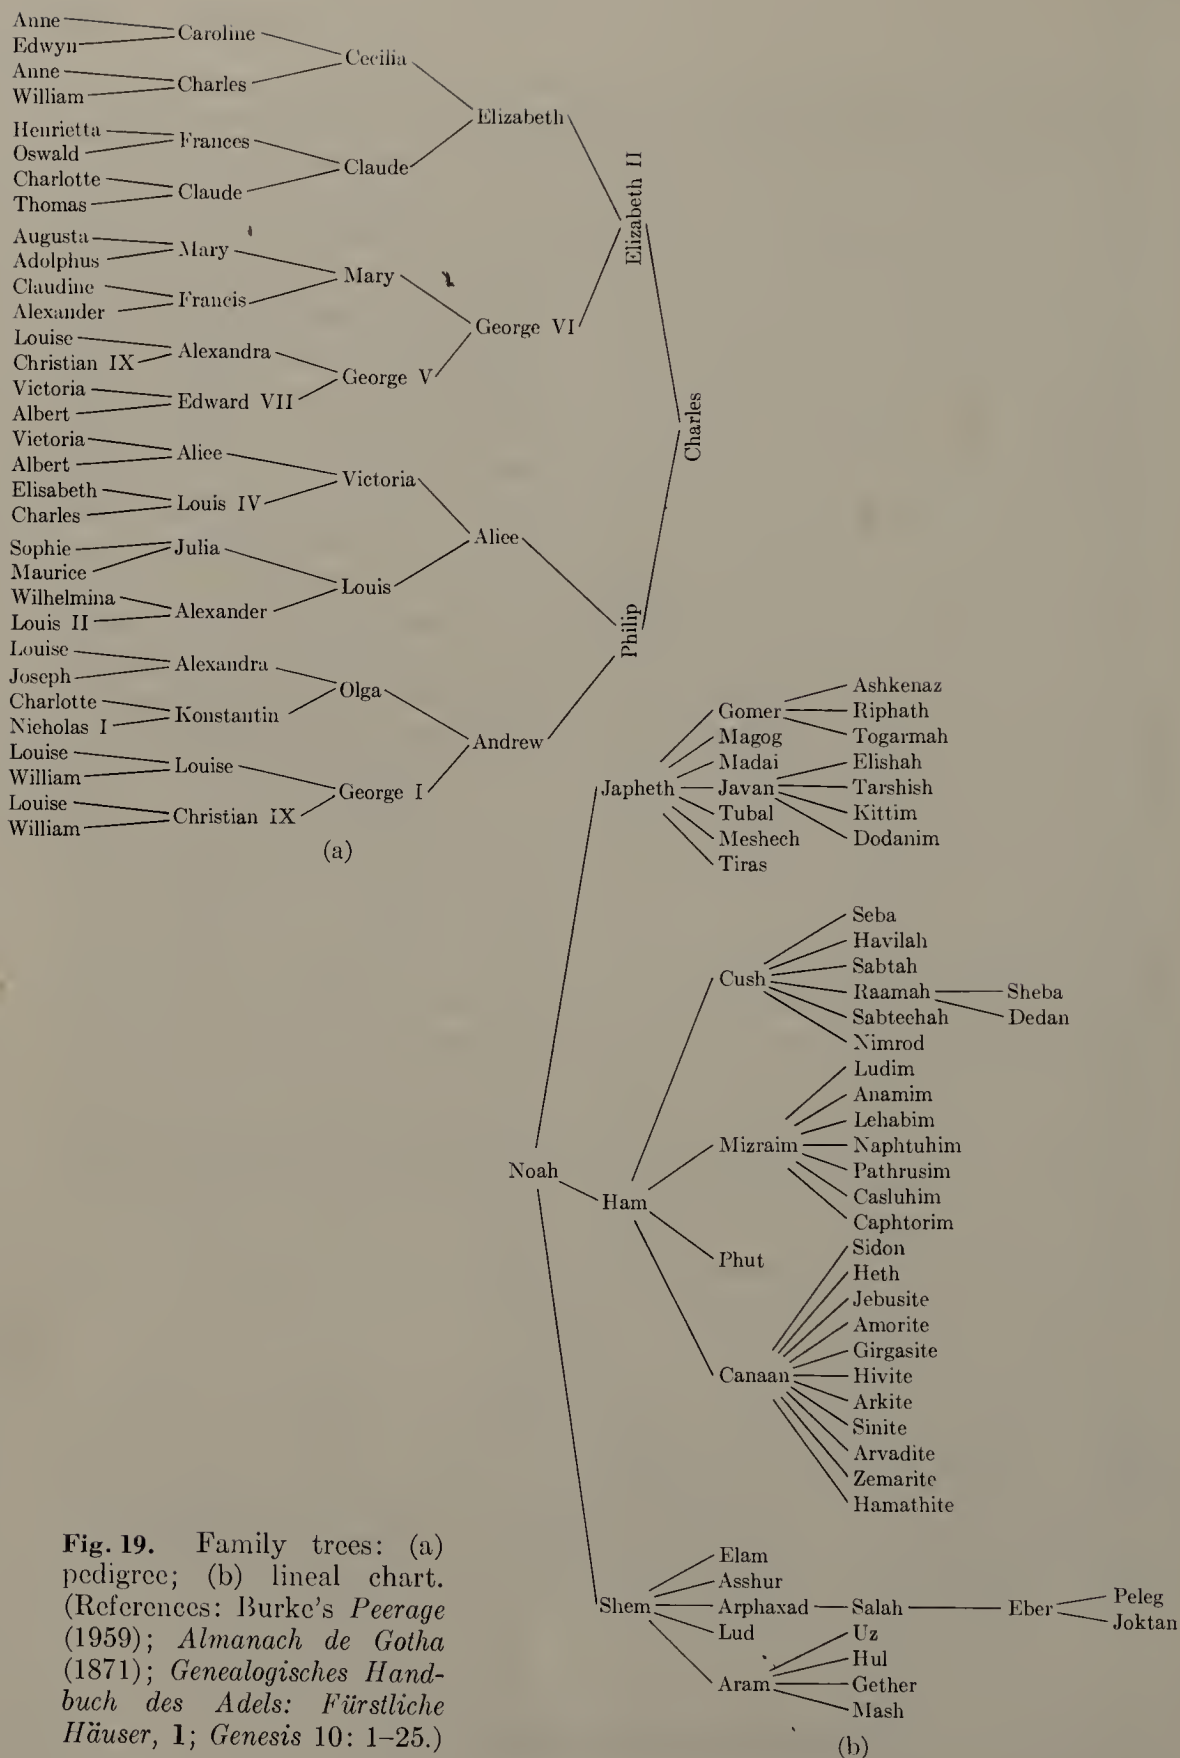 Anne
Edwyn
Caroline
Anne
William
Charles
Cecilia
Henrietta
Oswald
Frances
Charlotte
Thomas
Claude
Claude
Elizabeth
Augusta
Adolphus
Mary
Claudine
Alexander
Francis
Mary
Louise
Christian IX
Alexandra
Victoria
Albert
Edward VII
George V
George VI
Elizabeth II
Victoria
Albert
Alice
Elisabeth
Charles
Louis IV
Victoria
Sophie
Maurice
Julia
Wilhelmina
Louis II
Alexander
Louis
Alice
Louise
Joseph
Alexandra
Charlotte
Nicholas I
Konstantin
Olga
Louise
William
Louise
Louise
William
Christian IX
George I
Andrew
Philip
Charles
(a)
Noah
Japheth
Gomer
Ashkenaz
Riphath
Togarmah
Magog
Madai
Javan
Elishah
Tarshish
Kittim
Dodanim
Tubal
Meshech
Tiras
Ham
Cush
Seba
Havilah
Sabtah
Raamah
Sheba
Dedan
Sabtechah
Nimrod
Mizraim
Ludim
Anamim
Lehabim
Naphtuhim
Pathrusim
Casluhim
Caphtorim
Phut
Canaan
Sidon
Heth
Jebusite
Amorite
Girgasite
Hivite
Arkite
Sinite
Arvadite
Zemarite
Hamathite
Shem
Elam
Asshur
Arphaxad
Salah
Eber
Peleg
Joktan
Lud
Aram
Uz
Hul
Gether
Mash
(b)
Fig. 19. Family trees: (a)
pedigree; (b) lineal chart.
(References: Burke's Peerage
(1959); Almanach de Gotha
(1871); Genealogisches Hand-
buch des Adels: Fürstliche
Häuser, 1; Genesis 10: 1–25.)